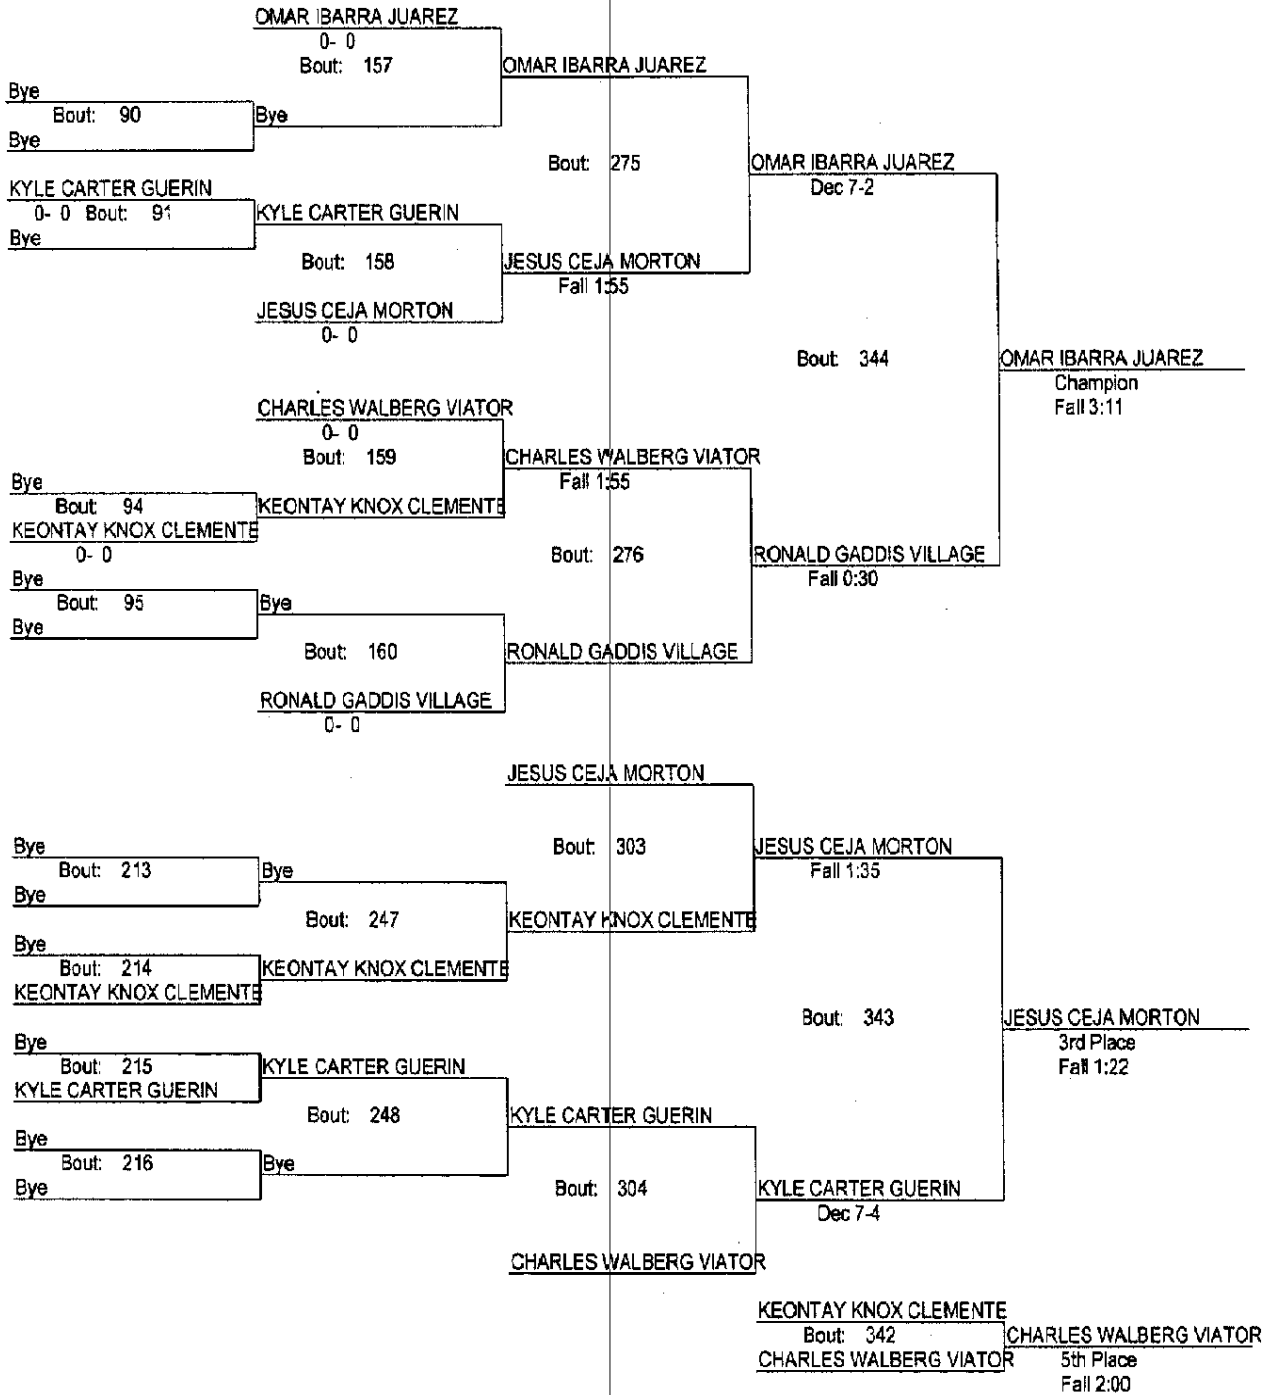 OMAR IBARRA JUAREZ
0- 0
Bout: 157
OMAR IBARRA JUAREZ
Bye
Bout: 90
Bye
Bye
Bout: 275
OMAR IBARRA JUAREZ
Dec 7-2
KYLE CARTER GUERIN
0- 0 Bout: 91
KYLE CARTER GUERIN
Bye
Bout: 158
JESUS CEJA MORTON
Fall 1:55
JESUS CEJA MORTON
0- 0
Bout: 344
OMAR IBARRA JUAREZ
Champion
Fall 3:11
CHARLES WALBERG VIATOR
0- 0
Bout: 159
CHARLES WALBERG VIATOR
Fall 1:55
Bye
Bout: 94
KEONTAY KNOX CLEMENTE
KEONTAY KNOX CLEMENTE
0- 0
Bout: 276
RONALD GADDIS VILLAGE
Fall 0:30
Bye
Bout: 95
Bye
Bye
Bout: 160
RONALD GADDIS VILLAGE
RONALD GADDIS VILLAGE
0- 0
JESUS CEJA MORTON
Bout: 303
JESUS CEJA MORTON
Fall 1:35
Bye
Bout: 213
Bye
Bye
Bout: 247
KEONTAY KNOX CLEMENTE
Bye
Bout: 214
KEONTAY KNOX CLEMENTE
KEONTAY KNOX CLEMENTE
Bout: 343
JESUS CEJA MORTON
3rd Place
Fall 1:22
Bye
Bout: 215
KYLE CARTER GUERIN
KYLE CARTER GUERIN
Bout: 248
KYLE CARTER GUERIN
Bye
Bout: 216
Bye
Bye
Bout: 304
KYLE CARTER GUERIN
Dec 7-4
CHARLES WALBERG VIATOR
KEONTAY KNOX CLEMENTE
Bout: 342
CHARLES WALBERG VIATOR
CHARLES WALBERG VIATOR
5th Place
Fall 2:00